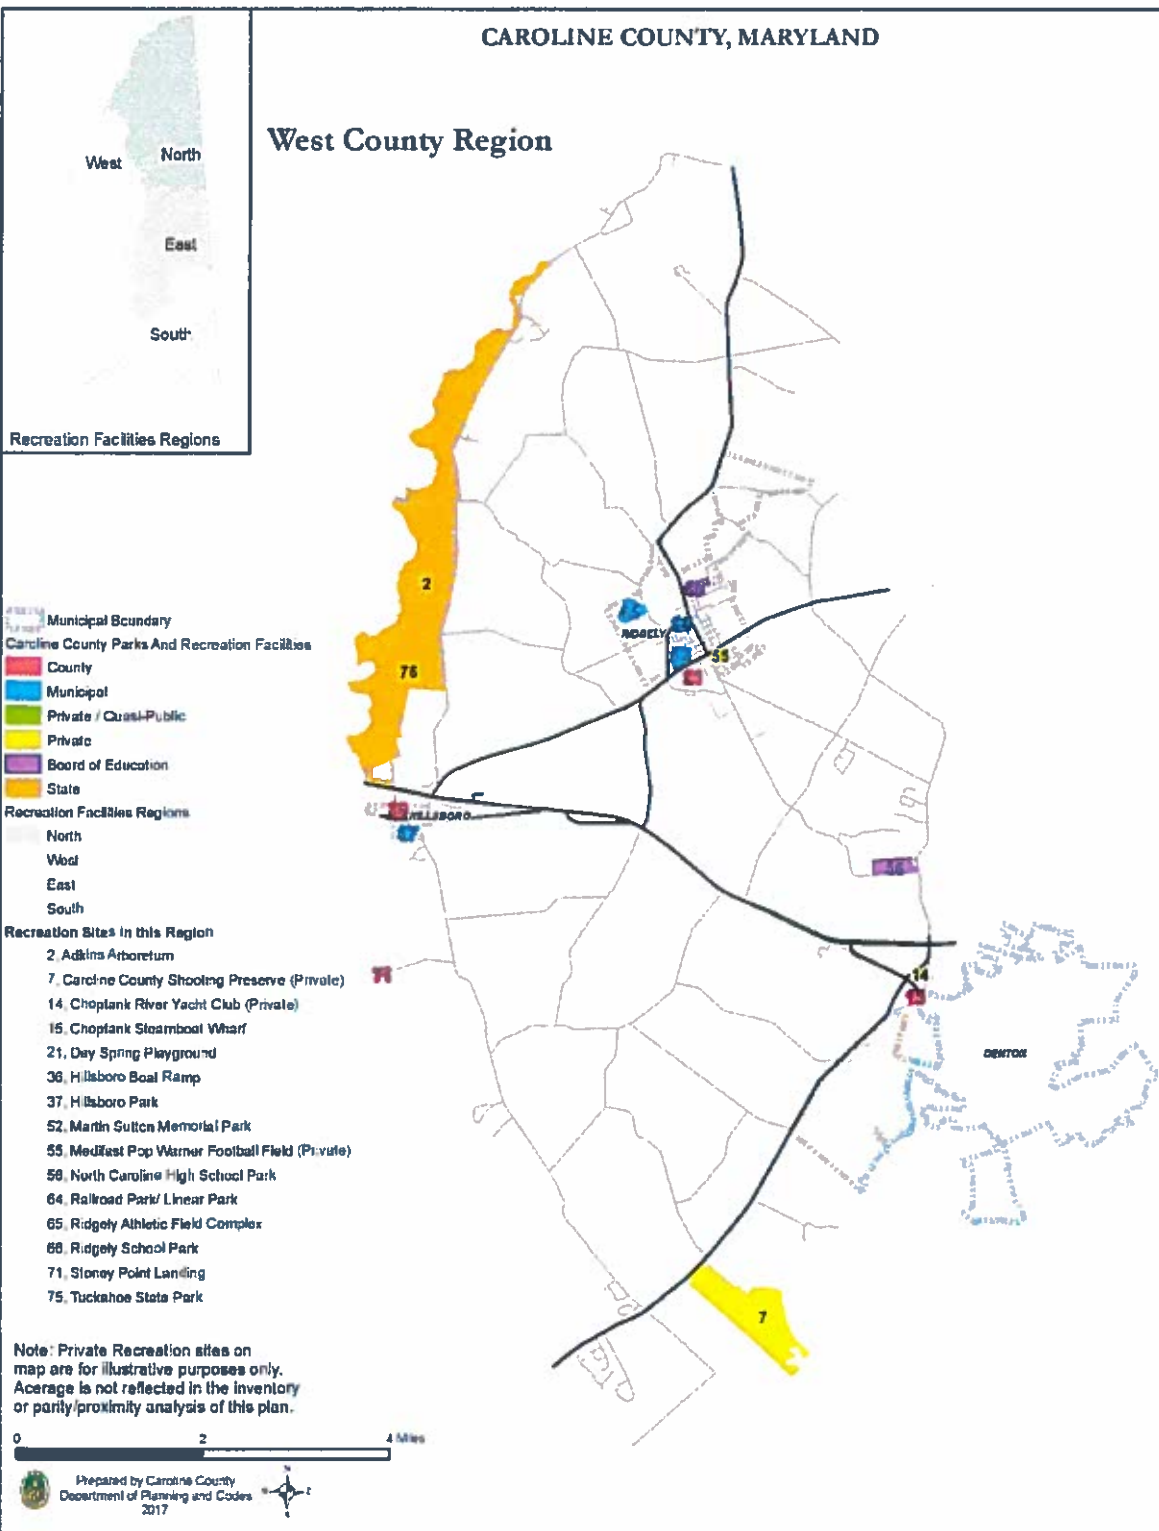 CAROLINE COUNTY, MARYLAND
West County Region
West
North
East
South
Recreation Facilities Regions
2
75
RIDGELY
55
HILLSBORO
71
14
DENTON
7
Municipal Boundary
Caroline County Parks And Recreation Facilities
County
Municipal
Private / Quasi-Public
Private
Board of Education
State
Recreation Facilities Regions
North
West
East
South
Recreation Sites in this Region
2, Adkins Arboretum
7, Caroline County Shooting Preserve (Private)
14, Choptank River Yacht Club (Private)
15, Choptank Steamboat Wharf
21, Day Spring Playground
36, Hillsboro Boat Ramp
37, Hillsboro Park
52, Martin Sutton Memorial Park
55, Medifast Pop Warner Football Field (Private)
56, North Caroline High School Park
64, Railroad Park/ Linear Park
65, Ridgely Athletic Field Complex
66, Ridgely School Park
71, Stoney Point Landing
75, Tuckahoe State Park
Note: Private Recreation sites on
map are for illustrative purposes only.
Acerage is not reflected in the inventory
or parity/proximity analysis of this plan.
0 2 4 Miles
Prepared by Caroline County
Department of Planning and Codes
2017